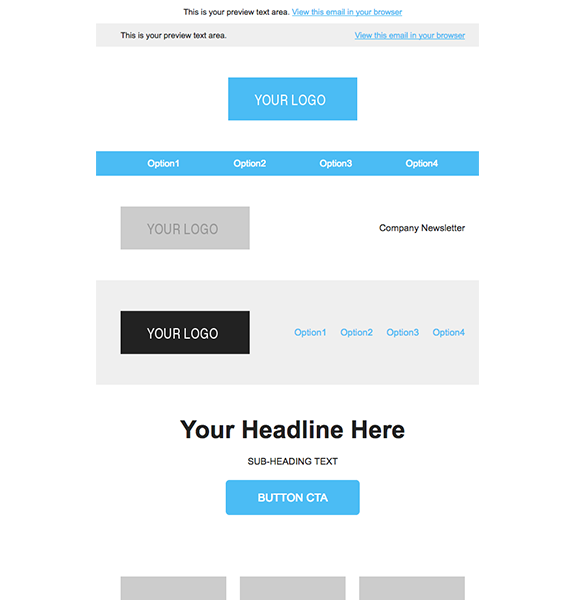 This is your preview text area. View this email in your browser
This is your preview text area. View this email in your browser
YOUR LOGO
Option1 Option2 Option3 Option4
YOUR LOGO Company Newsletter
YOUR LOGO Option1 Option2 Option3 Option4
Your Headline Here
SUB-HEADING TEXT
BUTTON CTA